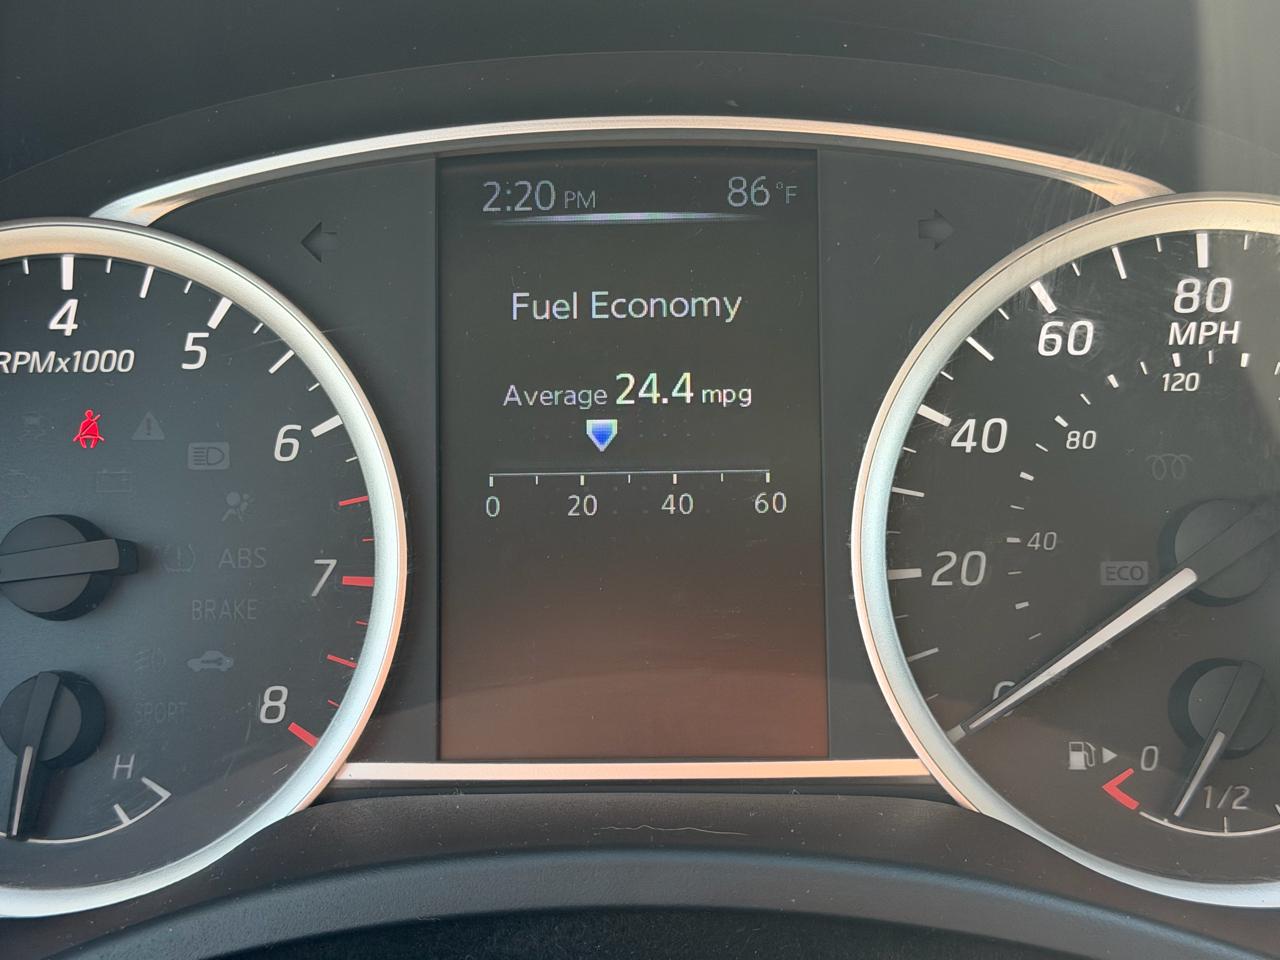 2:20 PM 86°F
Fuel Economy
Average 24.4 mpg
0 20 40 60
4
5
6
7
8
RPMx1000
ABS
BRAKE
SPORT
H
80
MPH
60
40
20
0
120
80
40
ECO
0
1/2